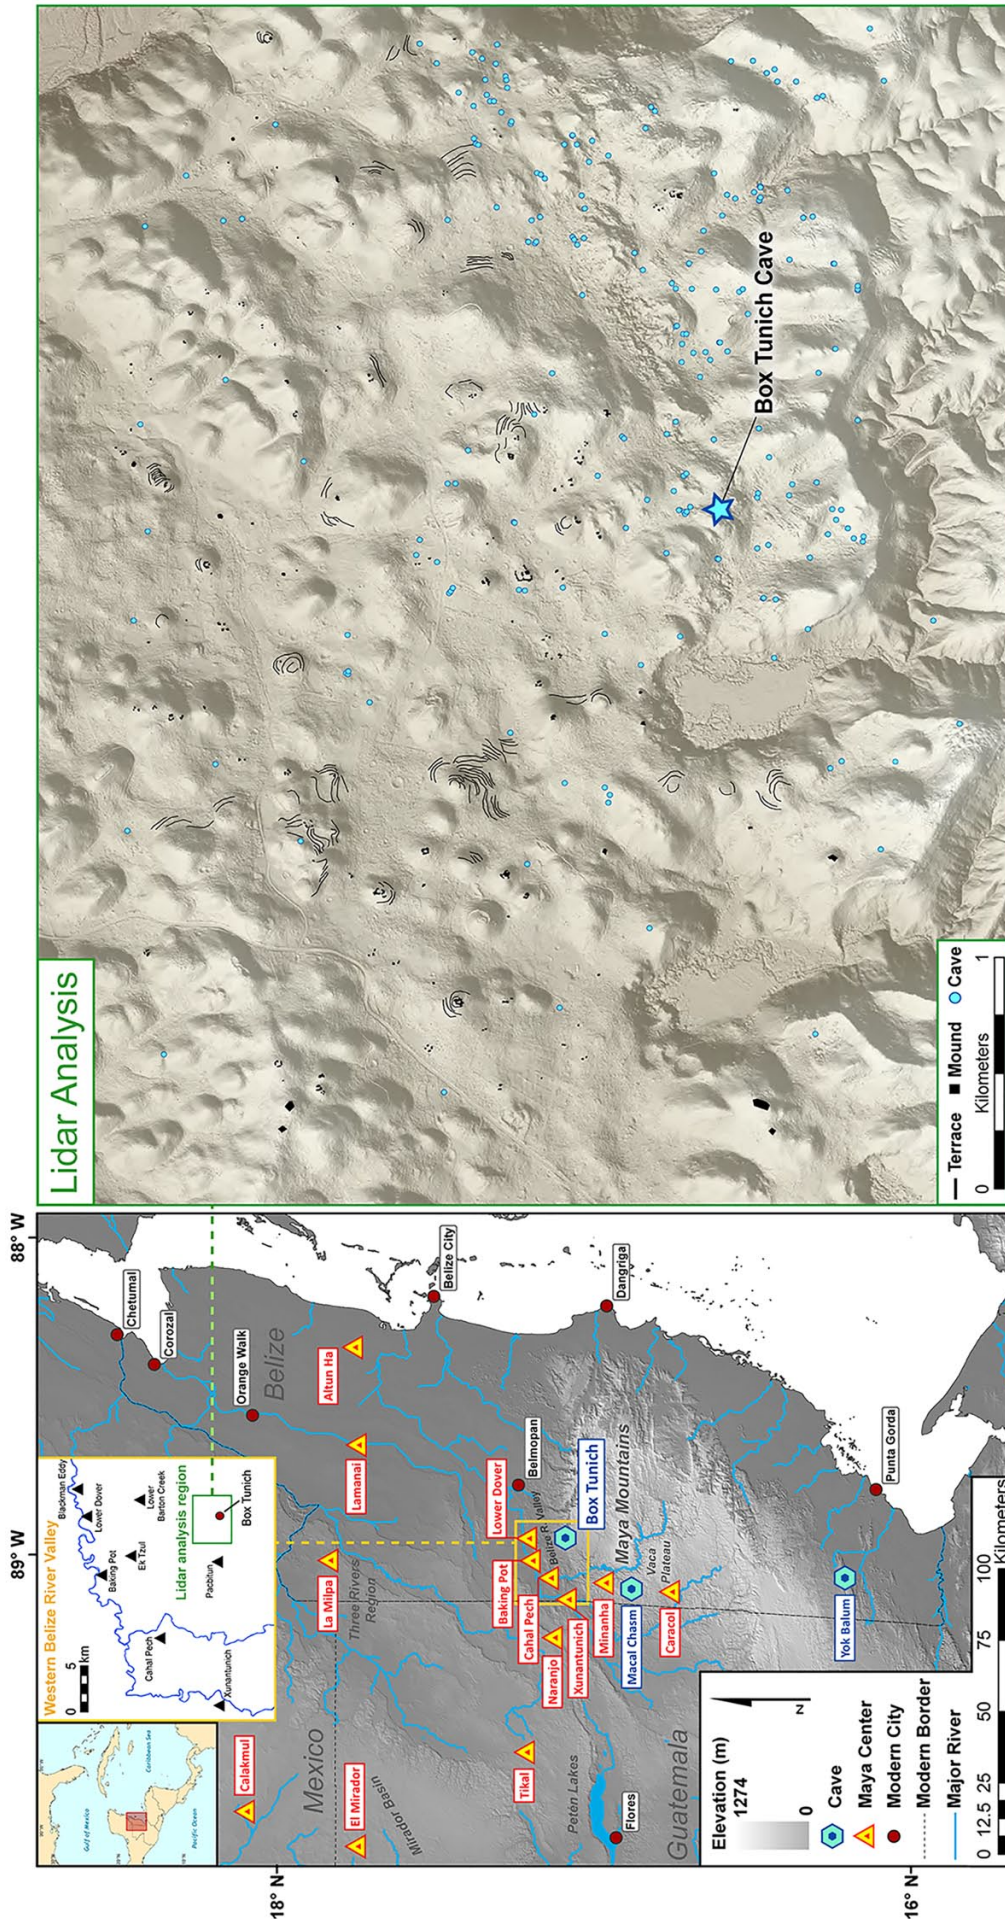 Gulf of Mexico
Caribbean Sea
Pacific Ocean
Western Belize River Valley
0
5
km
Blackman Eddy
Lower Dover
Baking Pot
Lower
Barton Creek
Ek Tzul
Cahal Pech
Lidar analysis region
Pacbitun
Box Tunich
Xunantunich
89° W
88° W
18° N
16° N
Chetumal
Corozal
Calakmul
Orange Walk
Mexico
Belize
La Milpa
Altun Ha
Lamanai
El Mirador
Three Rivers
Region
Mirador Basin
Belize City
Lower Dover
Belmopan
Baking Pot
Tikal
Cahal Pech
Belize R. Valley
Naranjo
Xunantunich
Box Tunich
Petén Lakes
Minanha
Dangriga
Flores
Maya Mountains
Macal Chasm
Vaca
Plateau
Guatemala
Caracol
Yok Balum
Punta Gorda
Elevation (m)
1274
0
N
Cave
Maya Center
Modern City
Modern Border
Major River
0 12.5 25
50
75
100
Kilometers
Lidar Analysis
Box Tunich Cave
Terrace
Mound
Cave
0
1
Kilometers